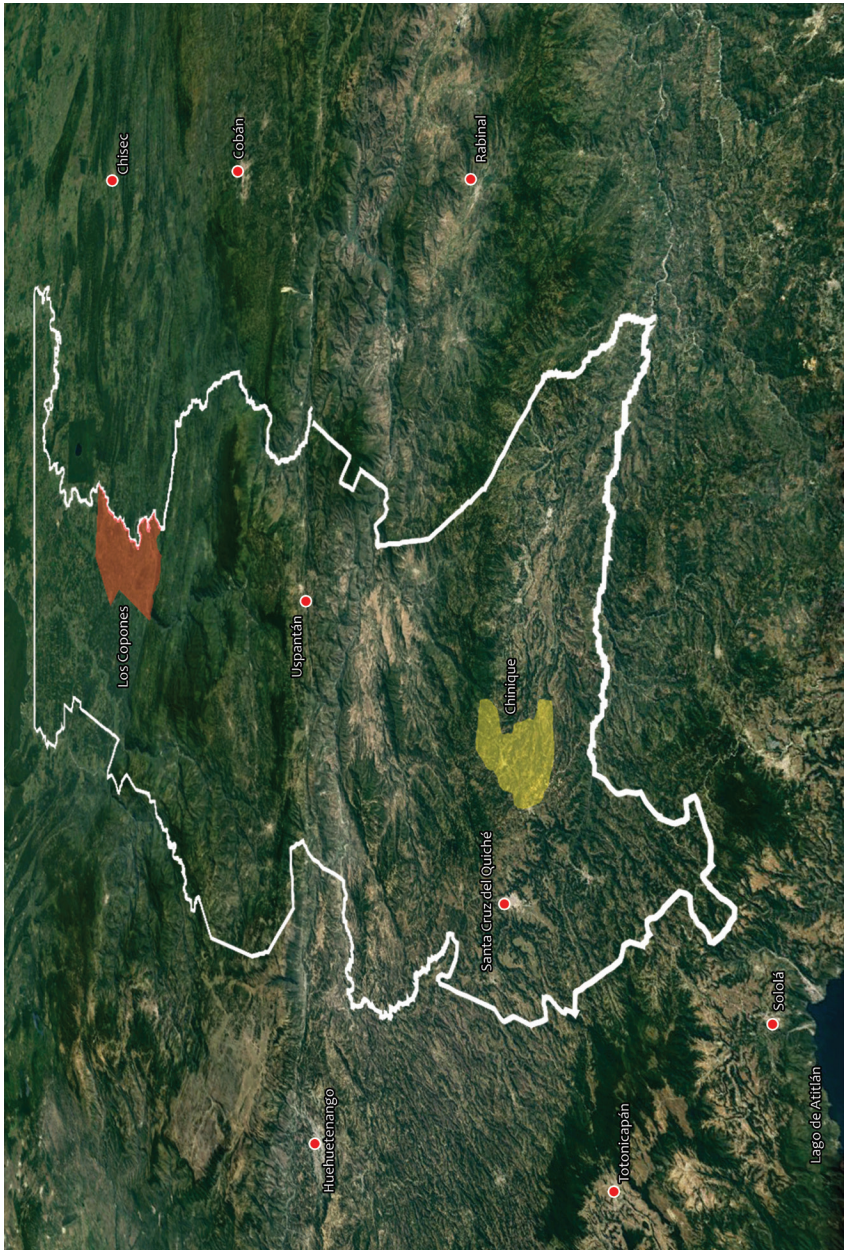 Chisec
Cobán
Rabinal
Los Copones
Uspantán
Chinique
Santa Cruz del Quiché
Sololá
Huehuetenango
Totonicapán
Lago de Atitlán